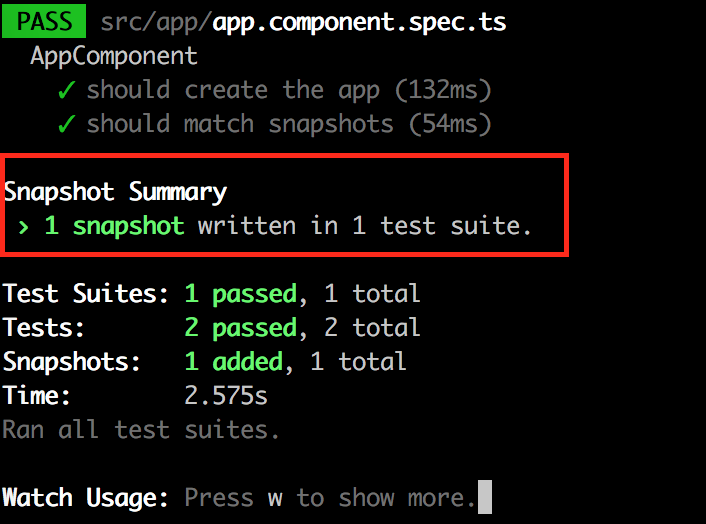 PASS src/app/app.component.spec.ts
AppComponent
✓ should create the app (132ms)
✓ should match snapshots (54ms)
Snapshot Summary
› 1 snapshot written in 1 test suite.
Test Suites: 1 passed, 1 total
Tests: 2 passed, 2 total
Snapshots: 1 added, 1 total
Time: 2.575s
Ran all test suites.
Watch Usage: Press w to show more.